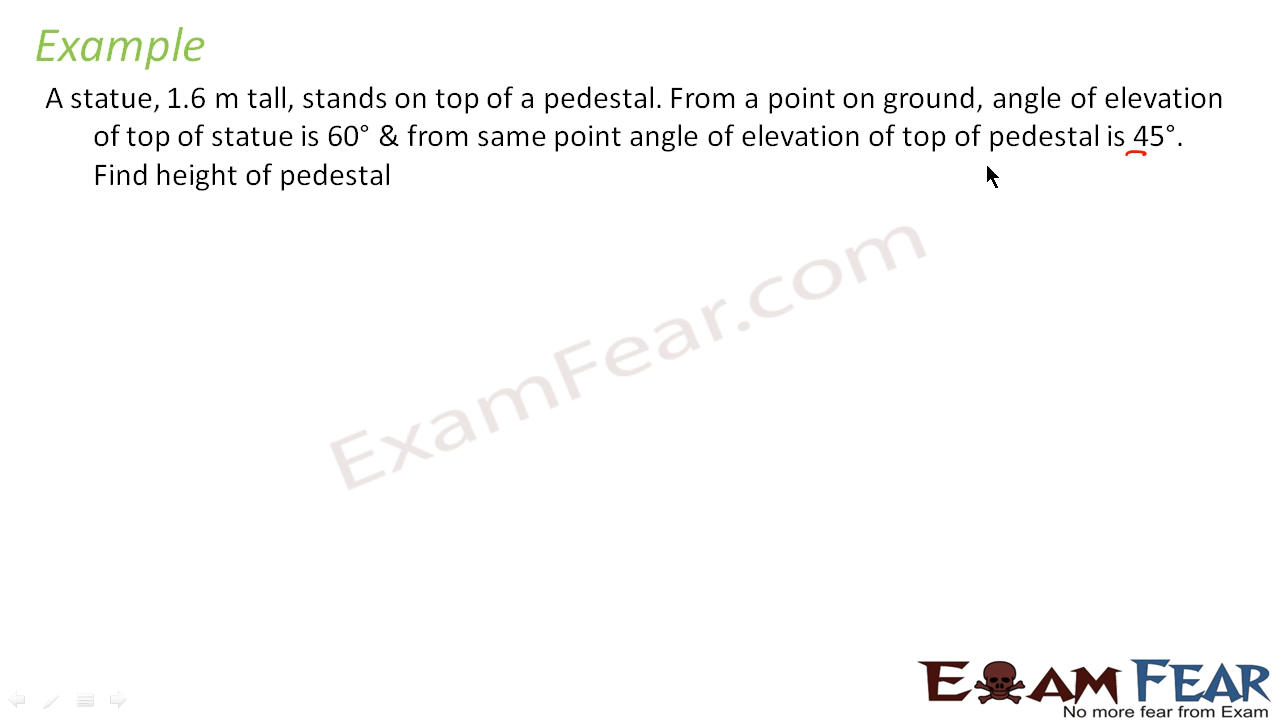 Example
A statue, 1.6 m tall, stands on top of a pedestal. From a point on ground, angle of elevation
of top of statue is 60° & from same point angle of elevation of top of pedestal is 45°.
Find height of pedestal
ExamFear.com
EXAM FEAR
No more fear from Exam